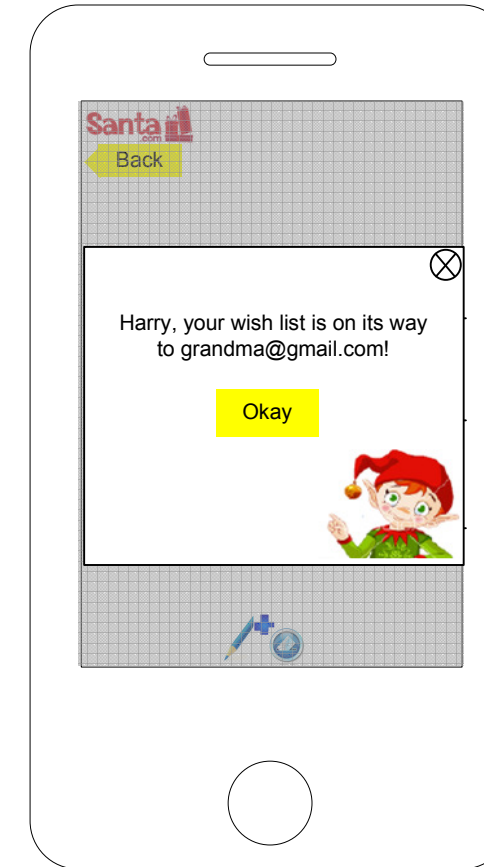 Santa
.com
Back
Harry, your wish list is on its way
to grandma@gmail.com!
Okay